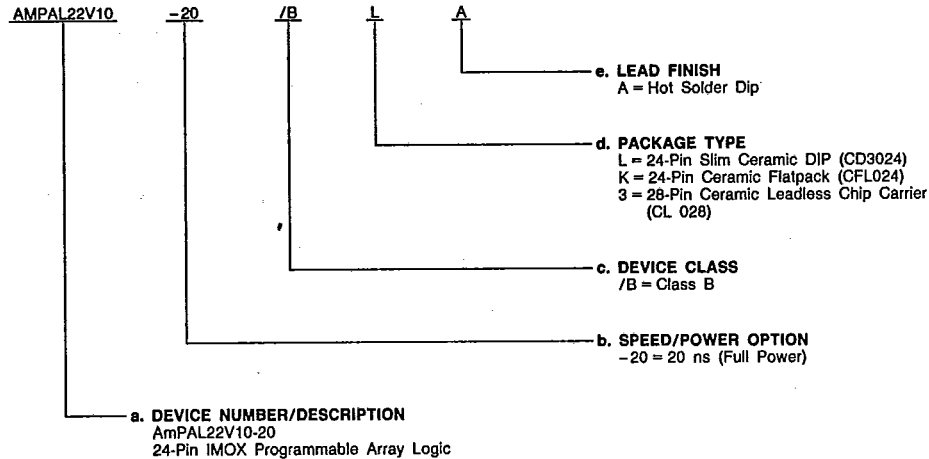 AMPAL22V10 -20 /B L A
e. LEAD FINISH
A = Hot Solder Dip
d. PACKAGE TYPE
L = 24-Pin Slim Ceramic DIP (CD3024)
K = 24-Pin Ceramic Flatpack (CFL024)
3 = 28-Pin Ceramic Leadless Chip Carrier
(CL 028)
c. DEVICE CLASS
/B = Class B
b. SPEED/POWER OPTION
-20 = 20 ns (Full Power)
a. DEVICE NUMBER/DESCRIPTION
AmPAL22V10-20
24-Pin IMOX Programmable Array Logic